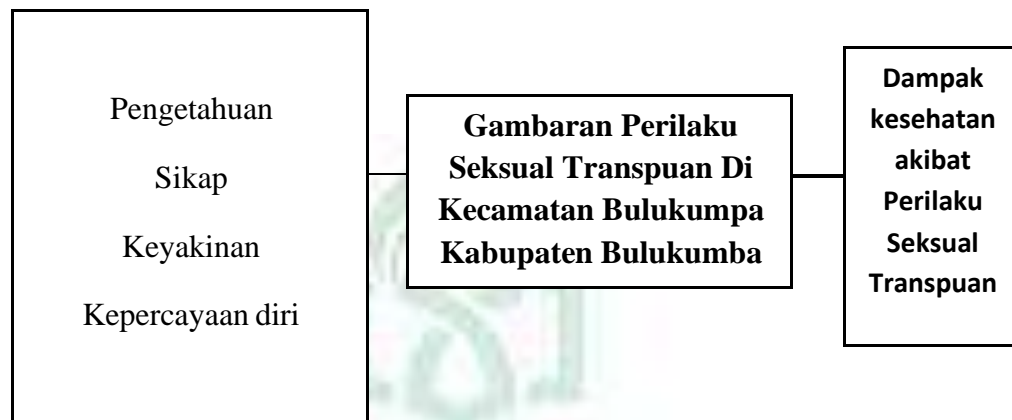 Pengetahuan
Sikap
Keyakinan
Kepercayaan diri
Gambaran Perilaku
Seksual Transpuan Di
Kecamatan Bulukumpa
Kabupaten Bulukumba
Dampak
kesehatan
akibat
Perilaku
Seksual
Transpuan